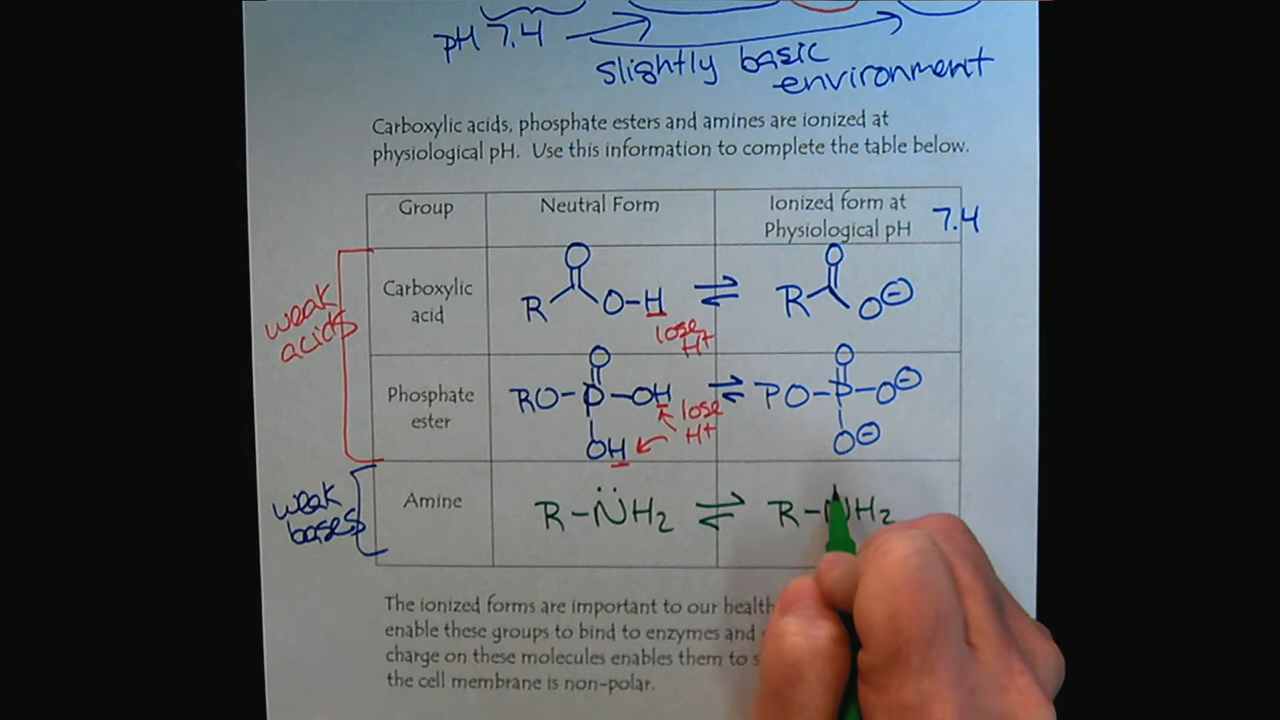 pH 7.4
slightly basic
environment
Carboxylic acids, phosphate esters and amines are ionized at
physiological pH. Use this information to complete the table below.
Group
Neutral Form
Ionized form at
Physiological pH
7.4
weak
acids
Carboxylic
acid
O
R
O-H
lose
H+
⇌
O
R
O⊖
Phosphate
ester
O
RO-P-OH
OH
lose
H+
⇌
O
PO-P-O⊖
O⊖
weak
bases
Amine
R-N̈H₂
⇌
R-NH₂
The ionized forms are important to our health
enable these groups to bind to enzymes and
charge on these molecules enables them to s
the cell membrane is non-polar.